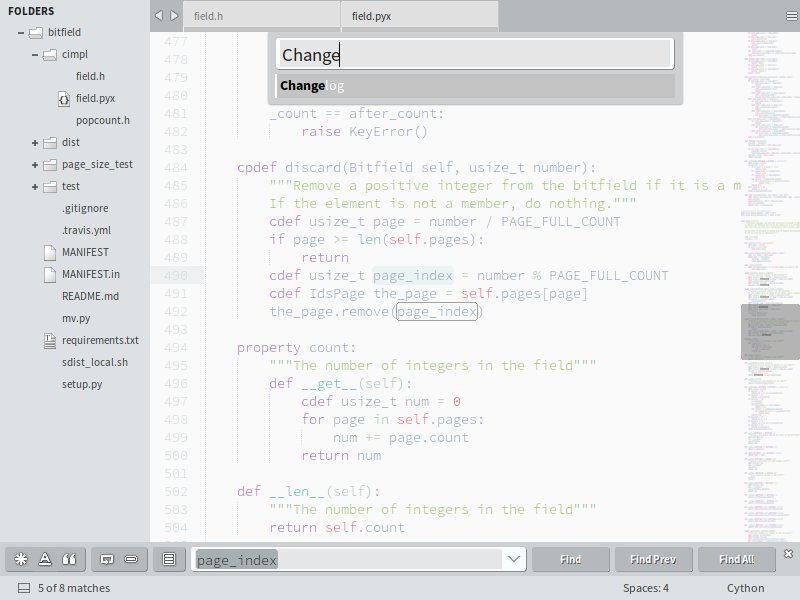 FOLDERS
bitfield
cimpl
field.h
field.pyx
popcount.h
dist
page_size_test
test
.gitignore
.travis.yml
MANIFEST
MANIFEST.in
README.md
mv.py
requirements.txt
sdist_local.sh
setup.py
field.h
field.pyx
Change
Changelog
477
478
479
480
481 _count == after_count:
482 raise KeyError()
483
484 cpdef discard(Bitfield self, usize_t number):
485 """Remove a positive integer from the bitfield if it is a m
486 If the element is not a member, do nothing."""
487 cdef usize_t page = number / PAGE_FULL_COUNT
488 if page >= len(self.pages):
489 return
490 cdef usize_t page_index = number % PAGE_FULL_COUNT
491 cdef IdsPage the_page = self.pages[page]
492 the_page.remove(page_index)
493
494 property count:
495 """The number of integers in the field"""
496 def __get__(self):
497 cdef usize_t num = 0
498 for page in self.pages:
499 num += page.count
500 return num
501
502 def __len__(self):
503 """The number of integers in the field"""
504 return self.count
page_index
Find
Find Prev
Find All
5 of 8 matches
Spaces: 4
Cython